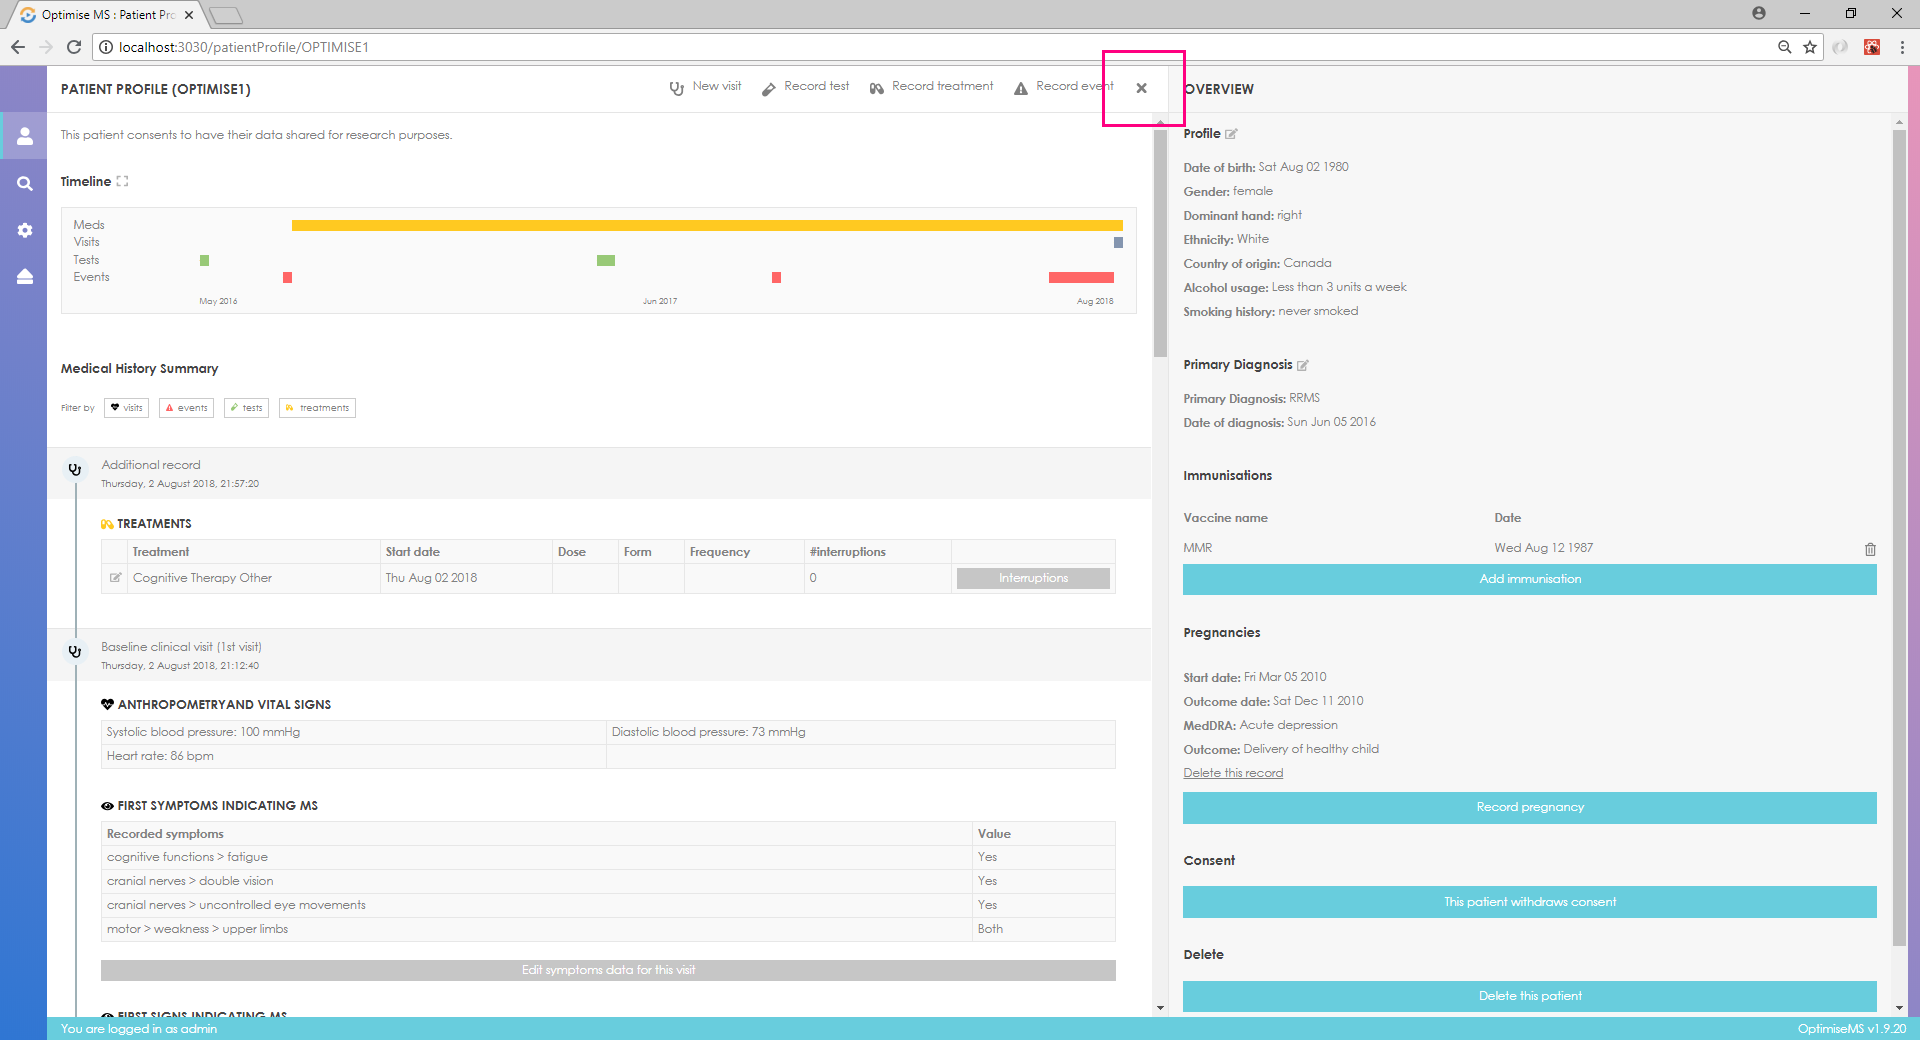 Optimise MS : Patient Pro
localhost:3030/patientProfile/OPTIMISE1
PATIENT PROFILE (OPTIMISE1)
New visit
Record test
Record treatment
Record event
OVERVIEW
This patient consents to have their data shared for research purposes.
Timeline
Meds
Visits
Tests
Events
May 2016
Jun 2017
Aug 2018
Medical History Summary
Filter by
visits
events
tests
treatments
Additional record
Thursday, 2 August 2018, 21:57:20
TREATMENTS
Treatment Start date Dose Form Frequency #interruptions
Cognitive Therapy Other Thu Aug 02 2018 0 Interruptions
Baseline clinical visit (1st visit)
Thursday, 2 August 2018, 21:12:40
ANTHROPOMETRYAND VITAL SIGNS
Systolic blood pressure: 100 mmHg Diastolic blood pressure: 73 mmHg
Heart rate: 86 bpm
FIRST SYMPTOMS INDICATING MS
Recorded symptoms Value
cognitive functions > fatigue Yes
cranial nerves > double vision Yes
cranial nerves > uncontrolled eye movements Yes
motor > weakness > upper limbs Both
Edit symptoms data for this visit
FIRST SIGNS INDICATING MS
Profile
Date of birth: Sat Aug 02 1980
Gender: female
Dominant hand: right
Ethnicity: White
Country of origin: Canada
Alcohol usage: Less than 3 units a week
Smoking history: never smoked
Primary Diagnosis
Primary Diagnosis: RRMS
Date of diagnosis: Sun Jun 05 2016
Immunisations
Vaccine name Date
MMR Wed Aug 12 1987
Add immunisation
Pregnancies
Start date: Fri Mar 05 2010
Outcome date: Sat Dec 11 2010
MedDRA: Acute depression
Outcome: Delivery of healthy child
Delete this record
Record pregnancy
Consent
This patient withdraws consent
Delete
Delete this patient
You are logged in as admin
OptimiseMS v1.9.20